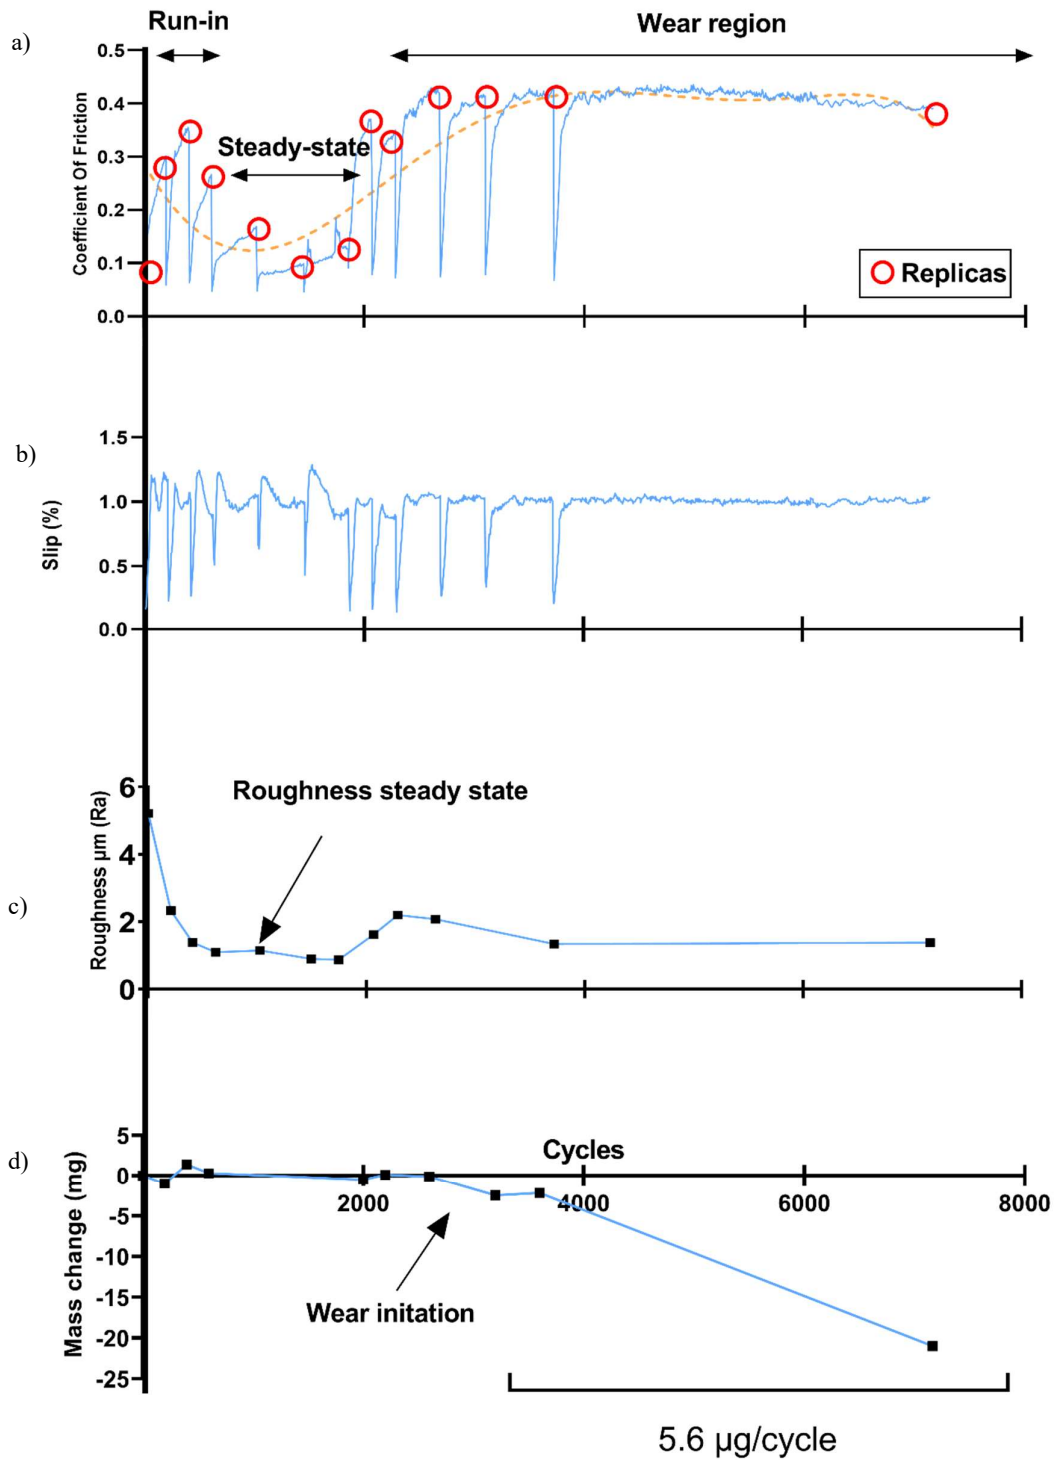 a)
Run-in
Wear region
Coefficient Of Friction
0.5
0.4
0.3
0.2
0.1
0.0
Steady-state
Replicas
b)
Slip (%)
1.5
1.0
0.5
0.0
c)
Roughness µm (Ra)
6
4
2
0
Roughness steady state
d)
Mass change (mg)
5
0
-5
-10
-15
-20
-25
Cycles
2000
4000
6000
8000
Wear initation
5.6 µg/cycle